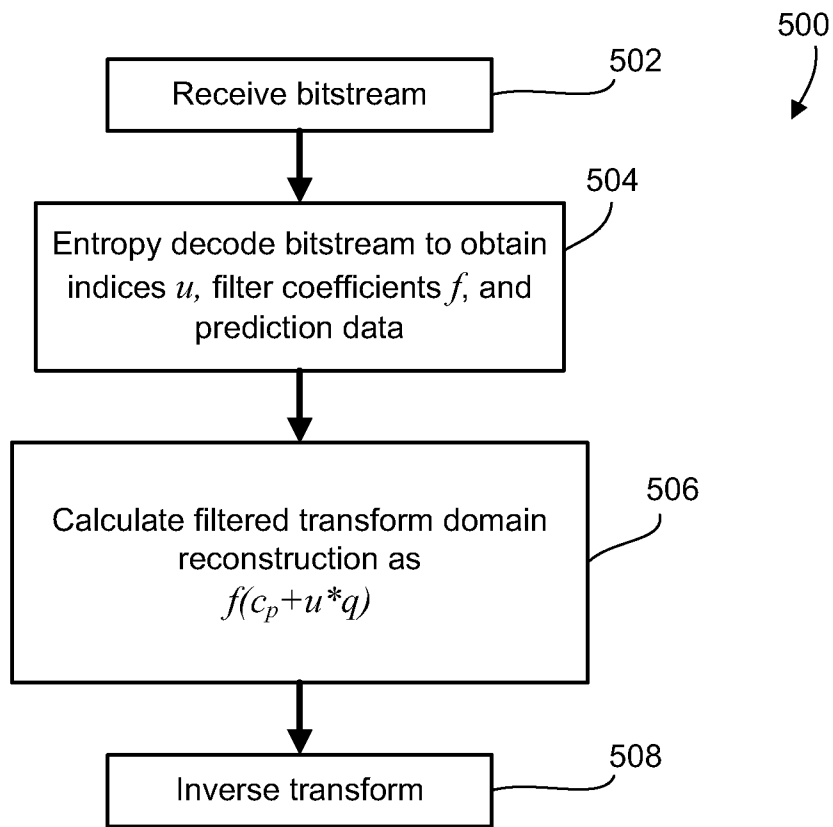 500
502
Receive bitstream
504
Entropy decode bitstream to obtain
indices u, filter coefficients f, and
prediction data
506
Calculate filtered transform domain
reconstruction as
f(cₚ+u*q)
508
Inverse transform